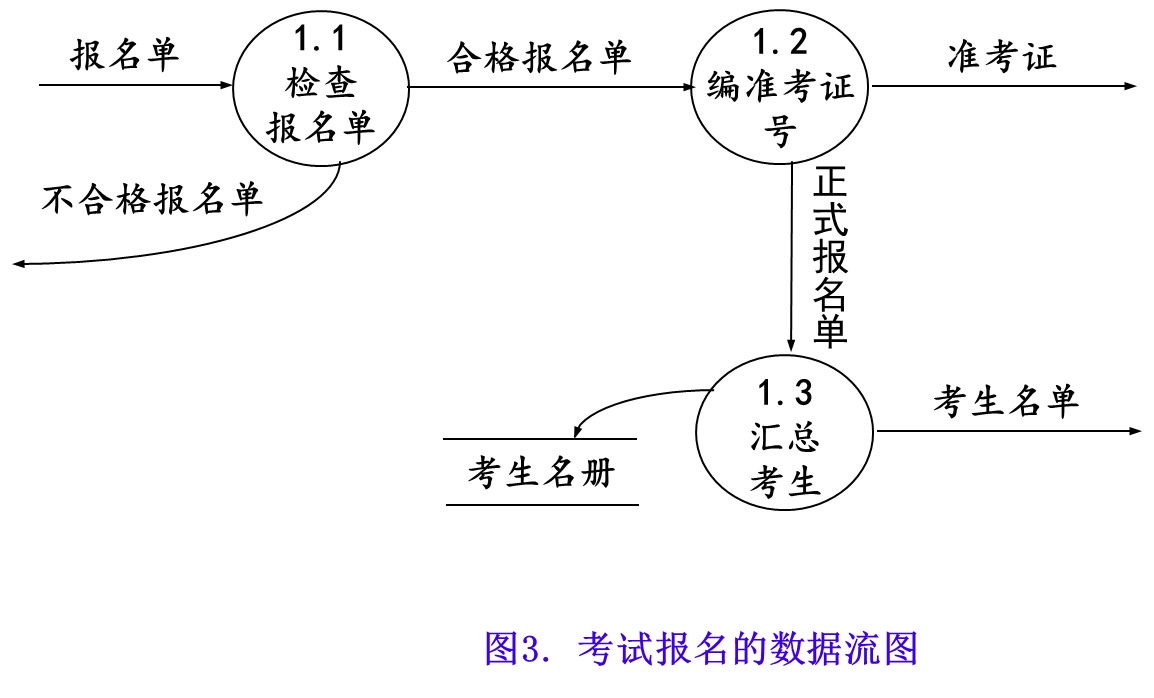 报名单
1.1
检查
报名单
合格报名单
1.2
编准考证
号
准考证
不合格报名单
正式报名单
1.3
汇总
考生
考生名单
考生名册
图3. 考试报名的数据流图